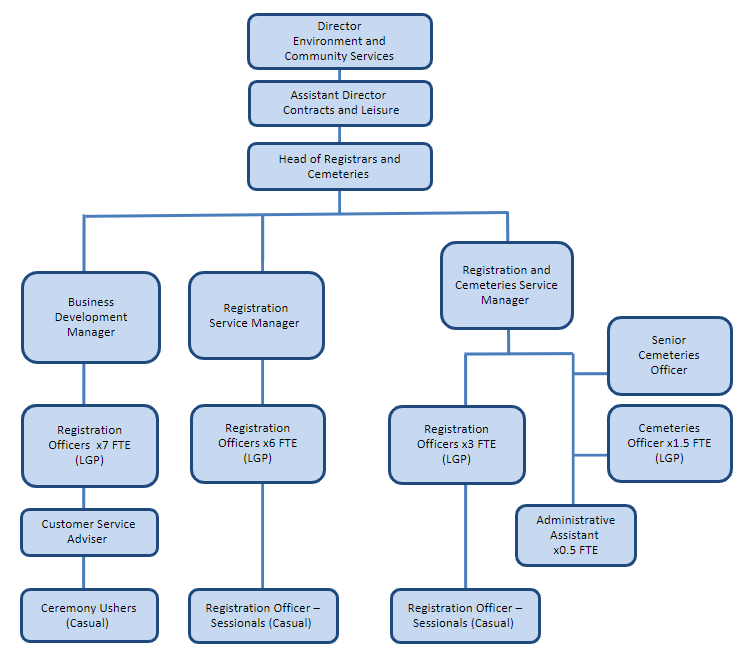 Director
Environment and
Community Services
Assistant Director
Contracts and Leisure
Head of Registrars and
Cemeteries
Business
Development
Manager
Registration
Service Manager
Registration and
Cemeteries Service
Manager
Senior
Cemeteries
Officer
Registration
Officers x7 FTE
(LGP)
Registration
Officers x6 FTE
(LGP)
Registration
Officers x3 FTE
(LGP)
Cemeteries
Officer x1.5 FTE
(LGP)
Customer Service
Adviser
Administrative
Assistant
x0.5 FTE
Ceremony Ushers
(Casual)
Registration Officer –
Sessionals (Casual)
Registration Officer –
Sessionals (Casual)